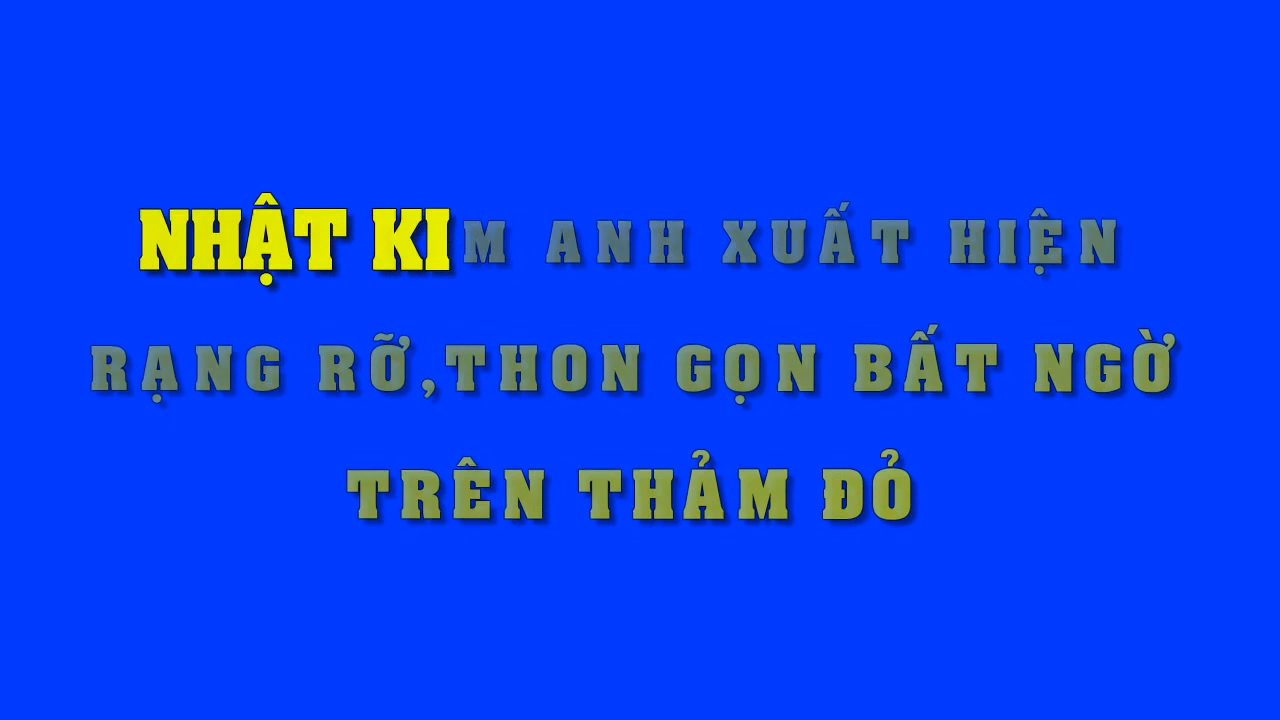 NHẬT KIM ANH XUẤT HIỆN
RẠNG RỠ,THON GỌN BẤT NGỜ
TRÊN THẢM ĐỎ